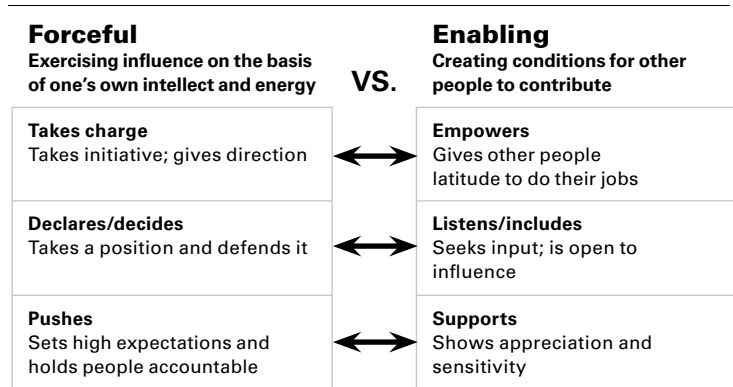 Forceful
Exercising influence on the basis
of one's own intellect and energy
VS.
Enabling
Creating conditions for other
people to contribute
Takes charge
Takes initiative; gives direction
Empowers
Gives other people
latitude to do their jobs
Declares/decides
Takes a position and defends it
Listens/includes
Seeks input; is open to
influence
Pushes
Sets high expectations and
holds people accountable
Supports
Shows appreciation and
sensitivity